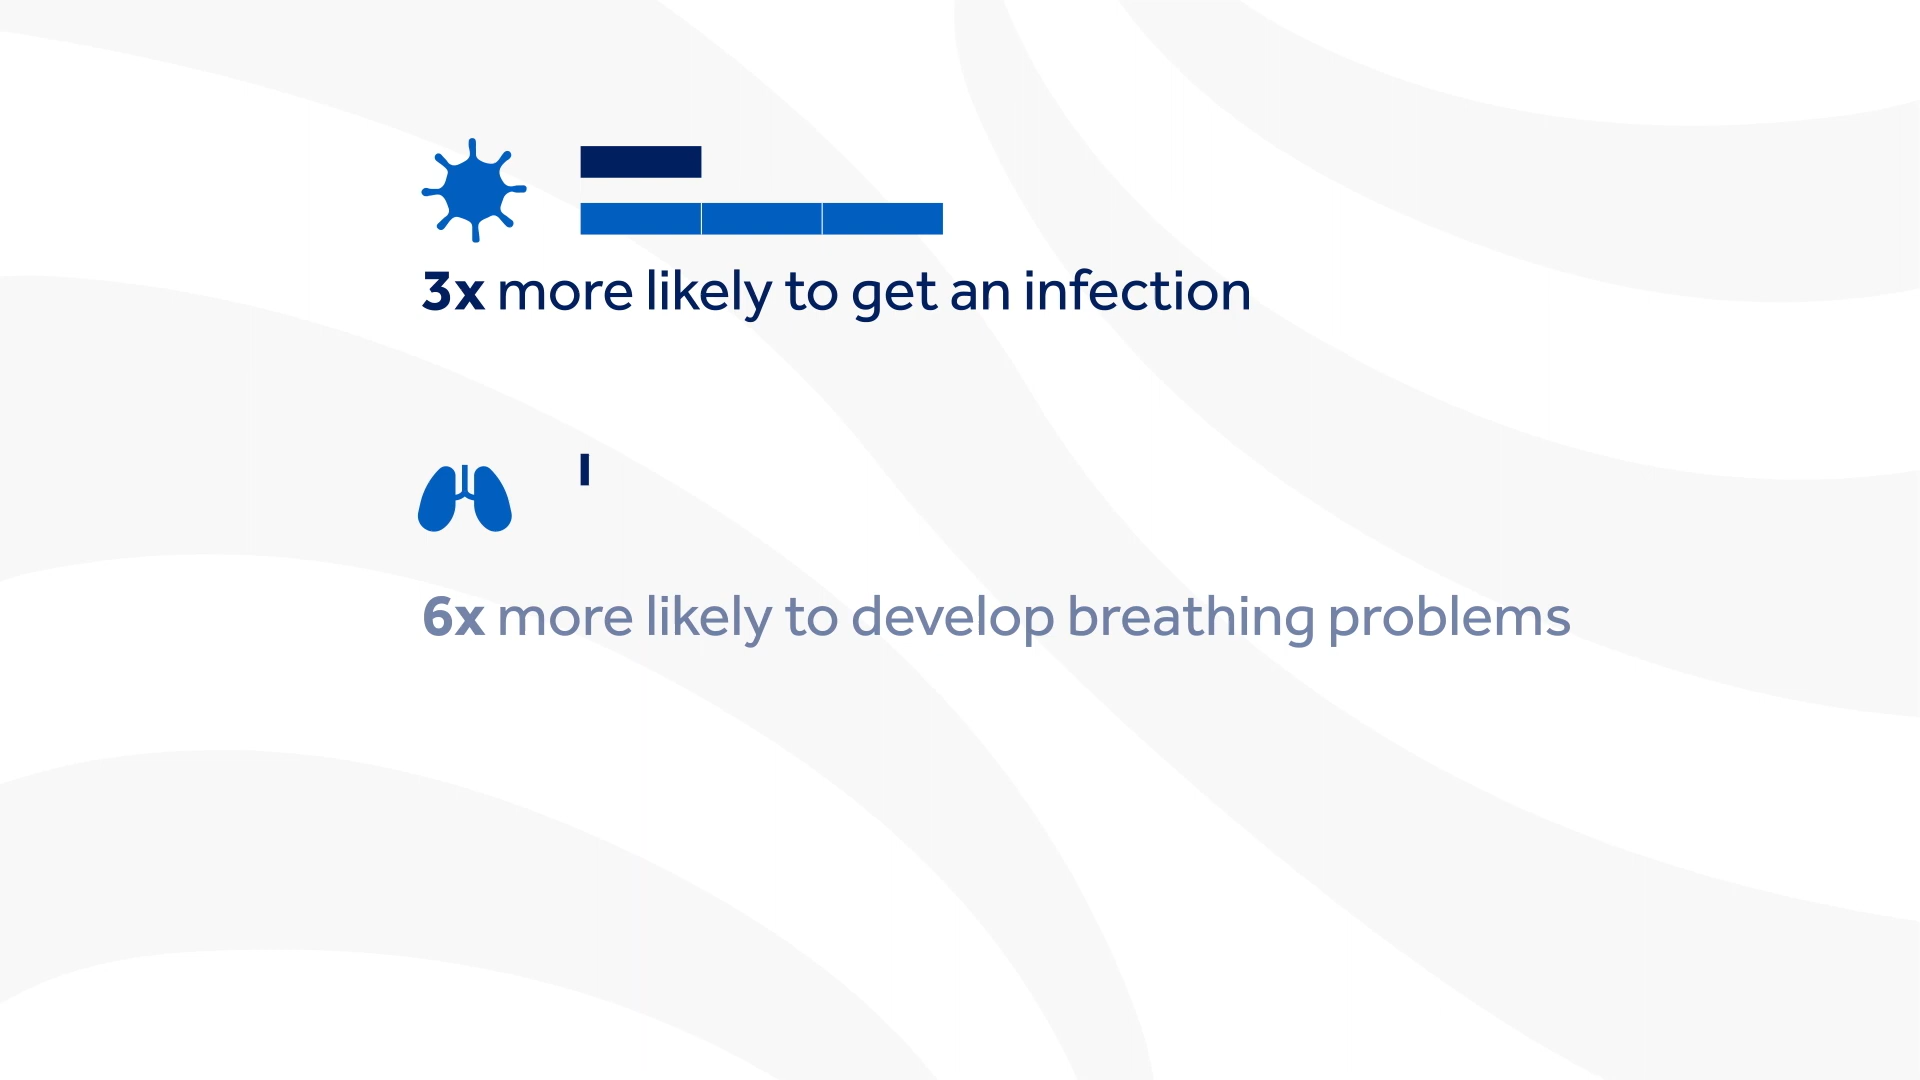 3x more likely to get an infection
6x more likely to develop breathing problems